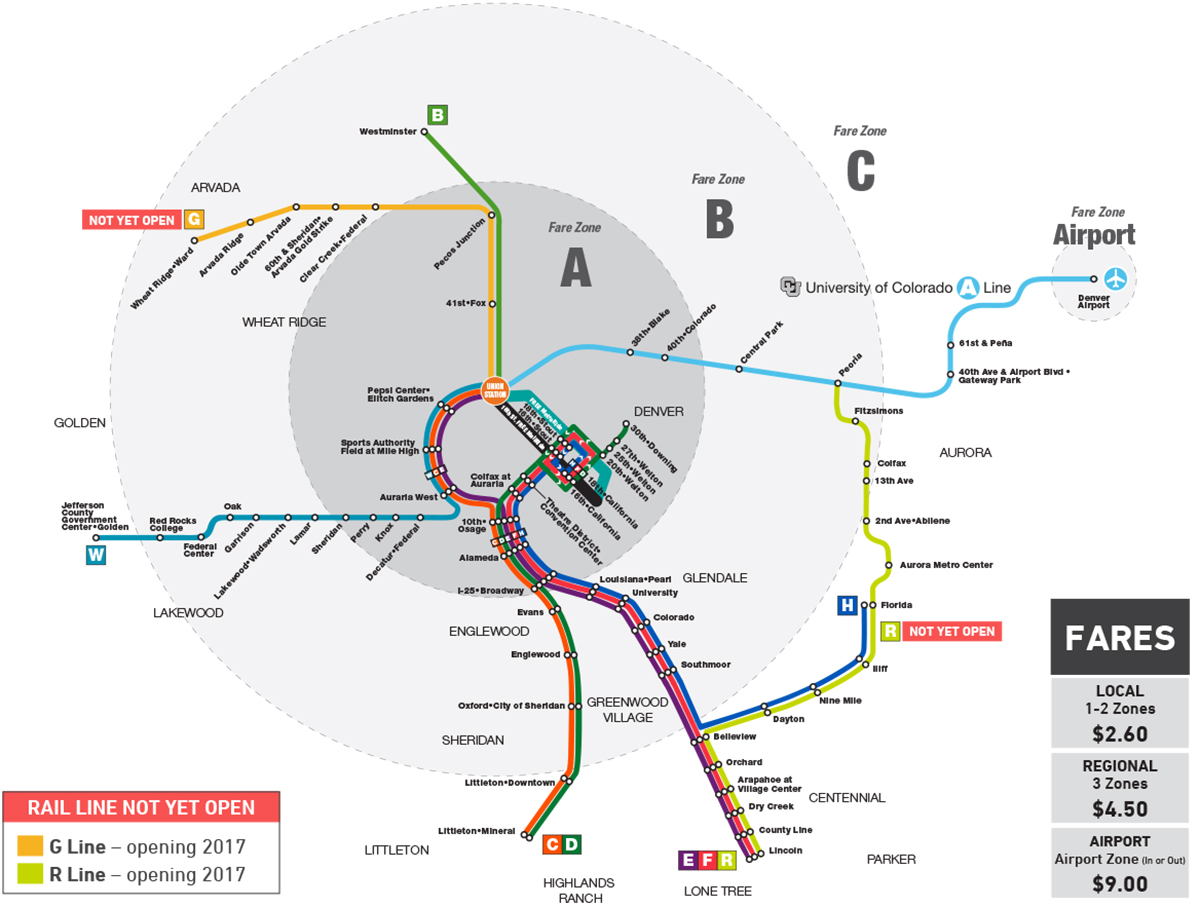 B
Westminster
Fare Zone
C
Fare Zone
B
ARVADA
NOT YET OPEN
G
Fare Zone
Airport
Fare Zone
A
Wheat Ridge•Ward
Arvada Ridge
Olde Town Arvada
60th & Sheridan•
Arvada Gold Strike
Clear Creek•Federal
Pecos Junction
University of Colorado
A
Line
Denver
Airport
41st•Fox
WHEAT RIDGE
38th•Blake
40th•Colorado
Central Park
61st & Peña
Peoria
40th Ave & Airport Blvd •
Gateway Park
UNION
STATION
Pepsi Center•
Elitch Gardens
Fitzsimons
DENVER
GOLDEN
18th•Stout
16th•Stout
30th•Downing
27th•Welton
25th•Welton
20th•Welton
Sports Authority
Field at Mile High
AURORA
Colfax
13th Ave
Colfax at
Auraria
18th•California
16th•California
Auraria West
Theatre District•
Convention Center
Jefferson
County
Government
Center•Golden
Oak
Red Rocks
College
W
Federal
Center
Garrison
Lakewood•Wadsworth
Lamar
Sheridan
Perry
Knox
Decatur•Federal
10th•
Osage
2nd Ave•Abilene
Alameda
Aurora Metro Center
I-25•Broadway
Louisiana•Pearl
GLENDALE
University
LAKEWOOD
Evans
H
Florida
Colorado
ENGLEWOOD
R
NOT YET OPEN
Yale
Englewood
Southmoor
Iliff
FARES
Oxford•City of Sheridan
GREENWOOD
VILLAGE
Nine Mile
LOCAL
1-2 Zones
$2.60
Dayton
SHERIDAN
Belleview
Orchard
Littleton•Downtown
Arapahoe at
Village Center
REGIONAL
3 Zones
$4.50
CENTENNIAL
Dry Creek
RAIL LINE NOT YET OPEN
G Line – opening 2017
R Line – opening 2017
Littleton•Mineral
C D
County Line
Lincoln
AIRPORT
Airport Zone (In or Out)
$9.00
LITTLETON
E F R
PARKER
HIGHLANDS
RANCH
LONE TREE